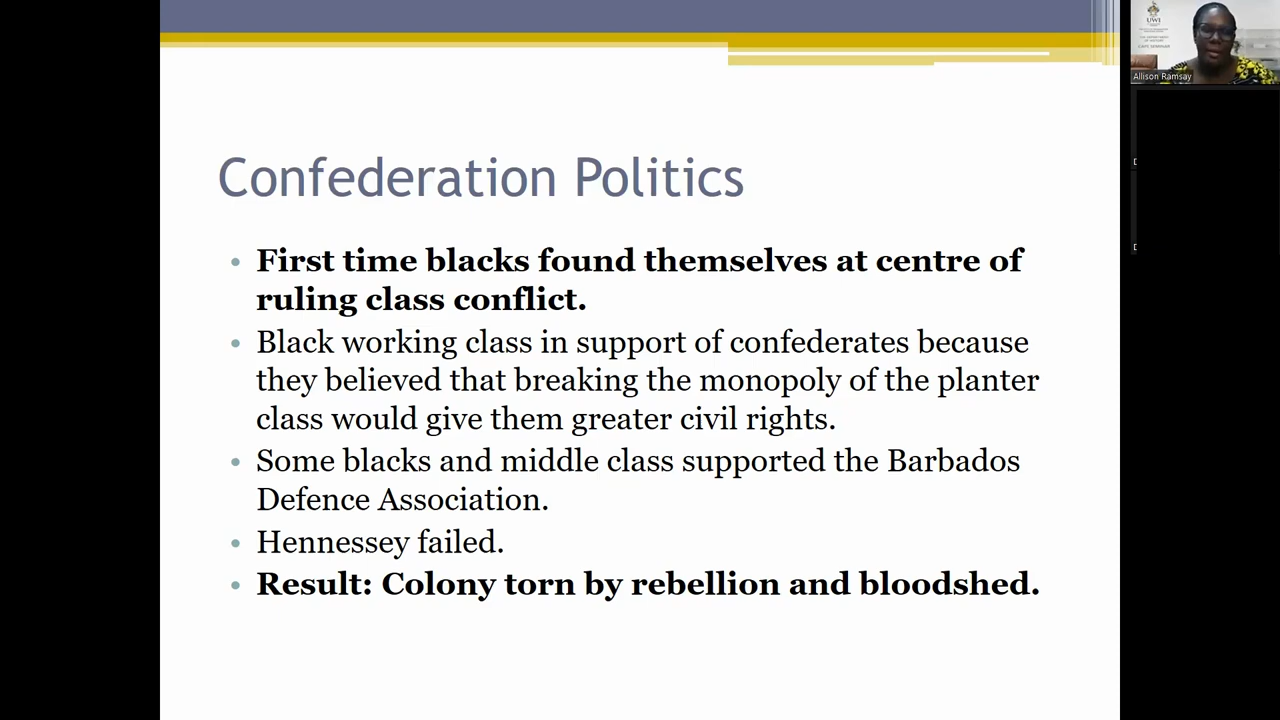 Confederation Politics
• First time blacks found themselves at centre of
ruling class conflict.
• Black working class in support of confederates because
they believed that breaking the monopoly of the planter
class would give them greater civil rights.
• Some blacks and middle class supported the Barbados
Defence Association.
• Hennessey failed.
• Result: Colony torn by rebellion and bloodshed.
UWI
Allison Ramsay
D
D